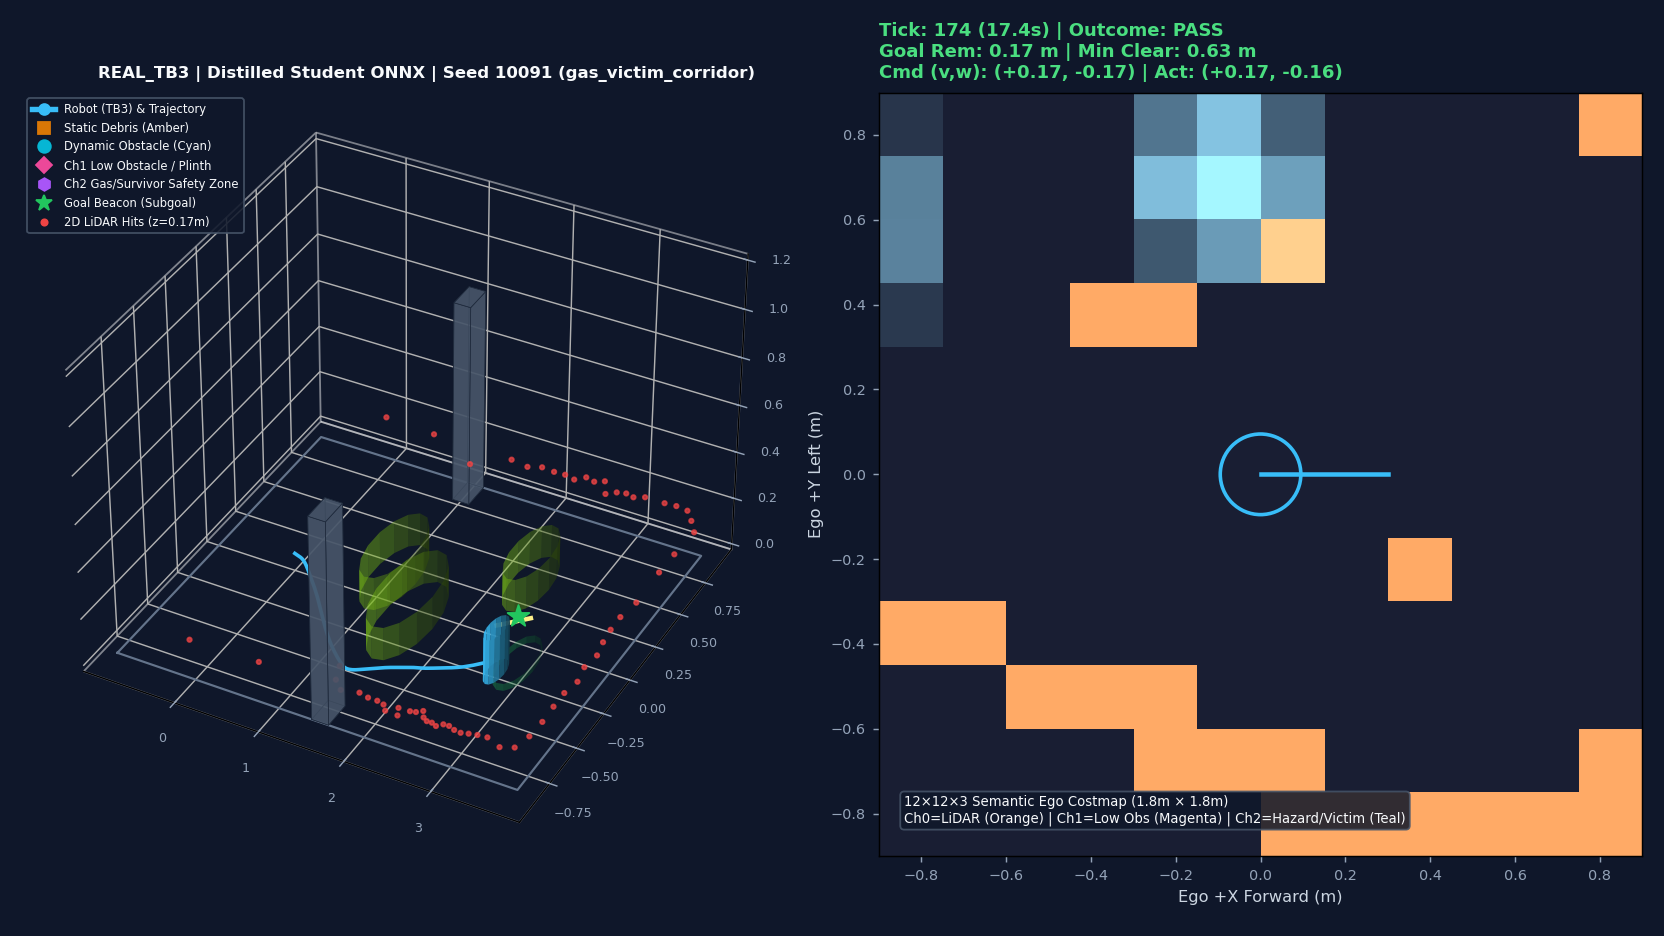 REAL_TB3 | Distilled Student ONNX | Seed 10091 (gas_victim_corridor)
Robot (TB3) & Trajectory
Static Debris (Amber)
Dynamic Obstacle (Cyan)
Ch1 Low Obstacle / Plinth
Ch2 Gas/Survivor Safety Zone
Goal Beacon (Subgoal)
2D LiDAR Hits (z=0.17m)
1.2
1.0
0.8
0.6
0.4
0.2
0.0
0.75
0.50
0.25
0.00
−0.25
−0.50
−0.75
0
1
2
3
Tick: 174 (17.4s) | Outcome: PASS
Goal Rem: 0.17 m | Min Clear: 0.63 m
Cmd (v,w): (+0.17, -0.17) | Act: (+0.17, -0.16)
Ego +Y Left (m)
0.8
0.6
0.4
0.2
0.0
−0.2
−0.4
−0.6
−0.8
12×12×3 Semantic Ego Costmap (1.8m × 1.8m)
Ch0=LiDAR (Orange) | Ch1=Low Obs (Magenta) | Ch2=Hazard/Victim (Teal)
−0.8 −0.6 −0.4 −0.2 0.0 0.2 0.4 0.6 0.8
Ego +X Forward (m)